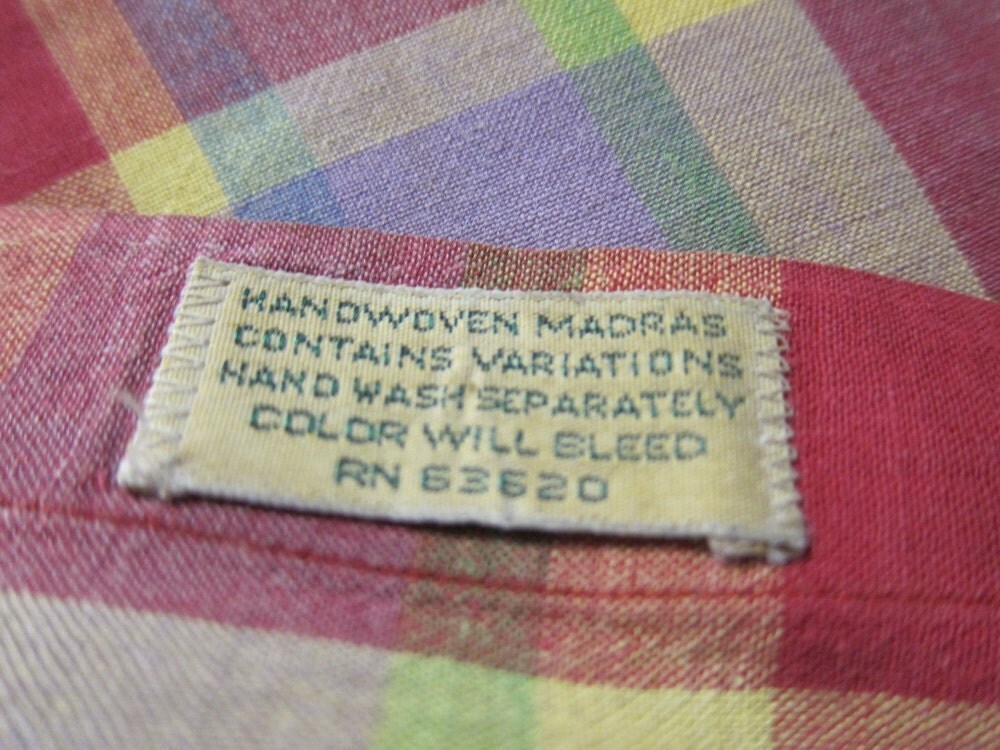 HANDWOVEN MADRAS
CONTAINS VARIATIONS
HAND WASH SEPARATELY
COLOR WILL BLEED
RN 63620